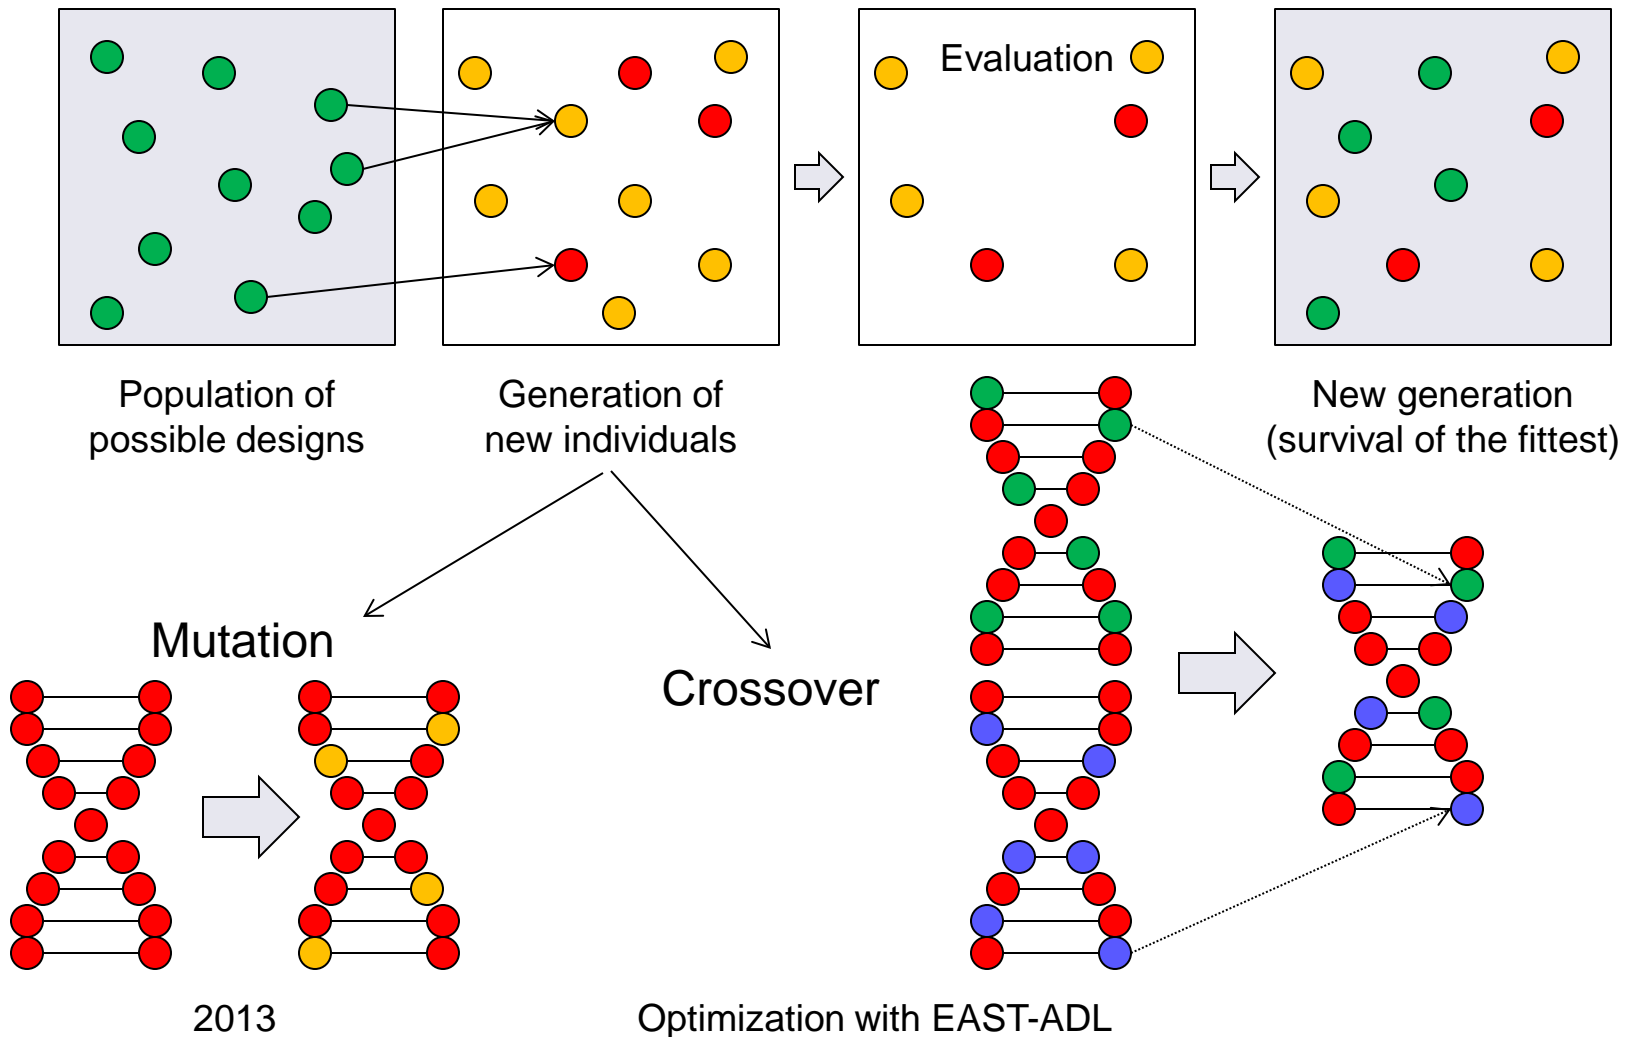 Evaluation
Population of
possible designs
Generation of
new individuals
New generation
(survival of the fittest)
Mutation
Crossover
2013
Optimization with EAST-ADL